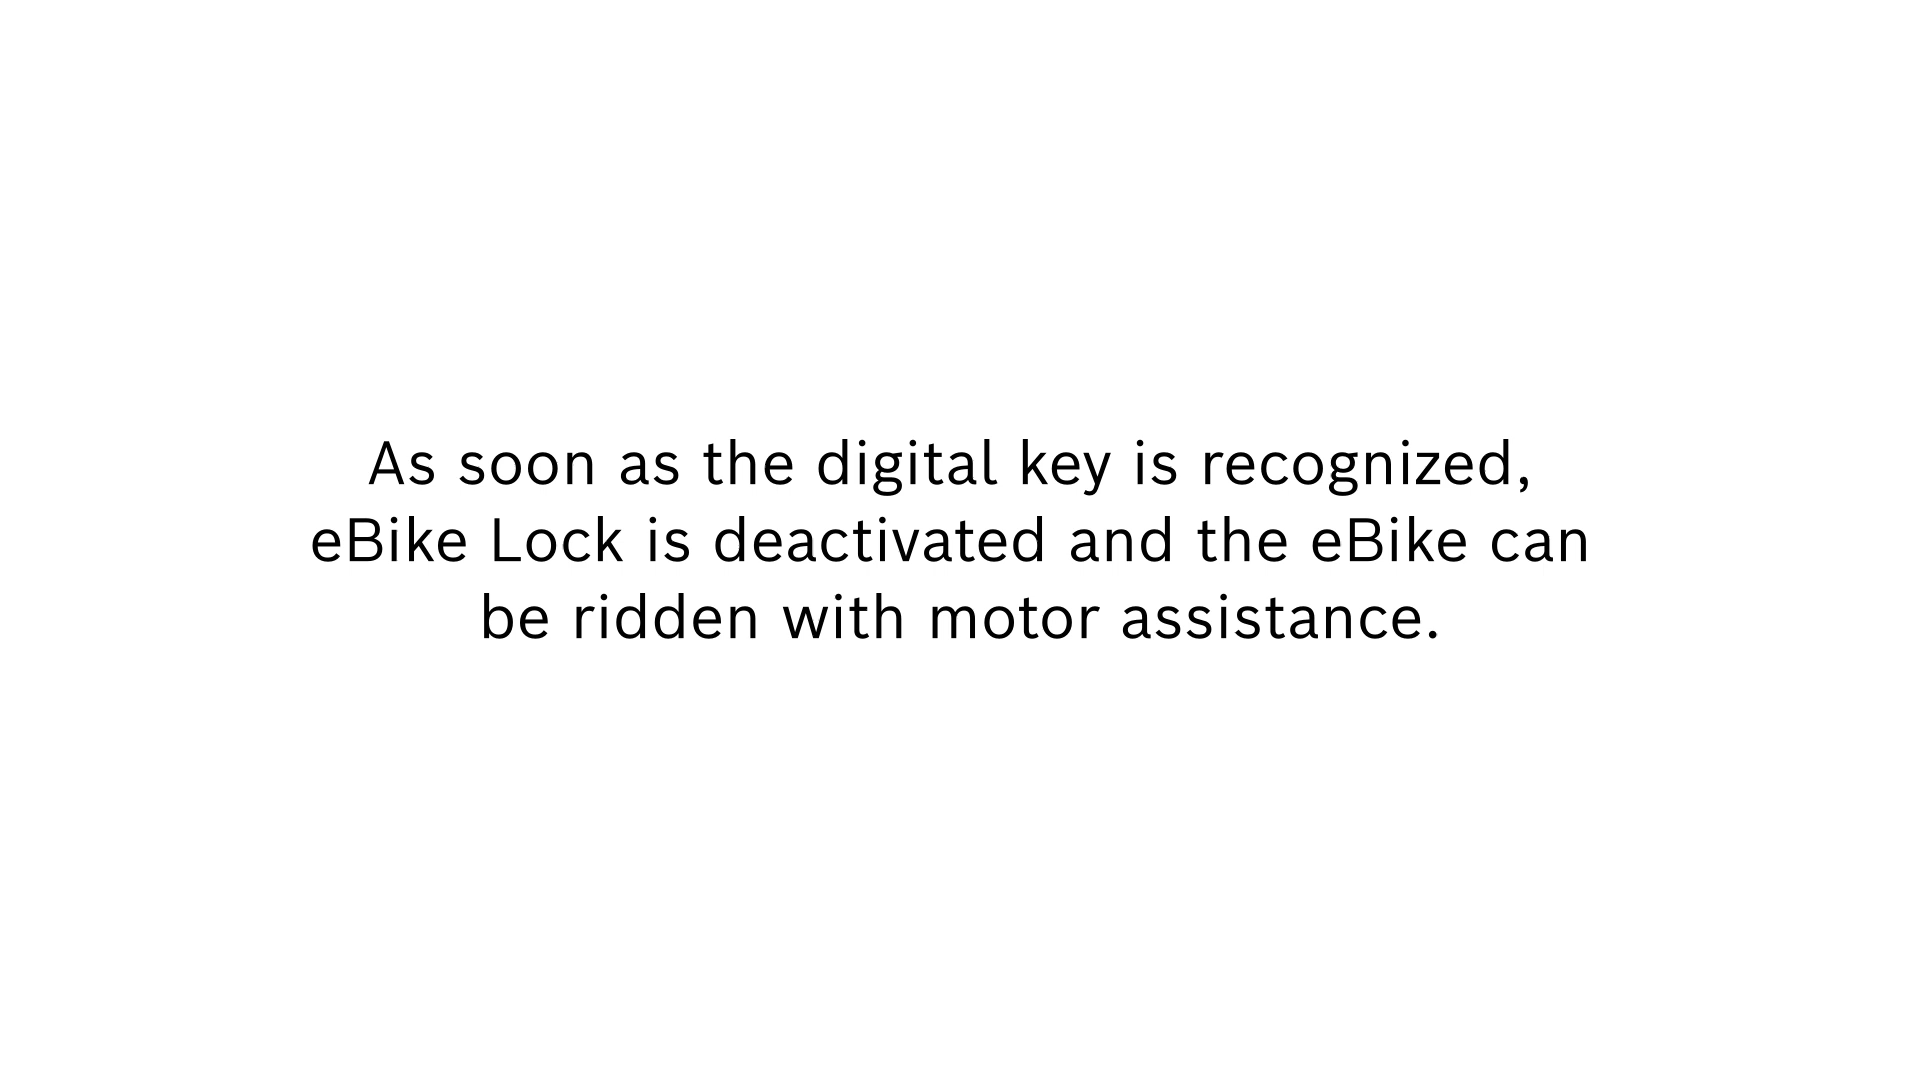 As soon as the digital key is recognized,
eBike Lock is deactivated and the eBike can
be ridden with motor assistance.